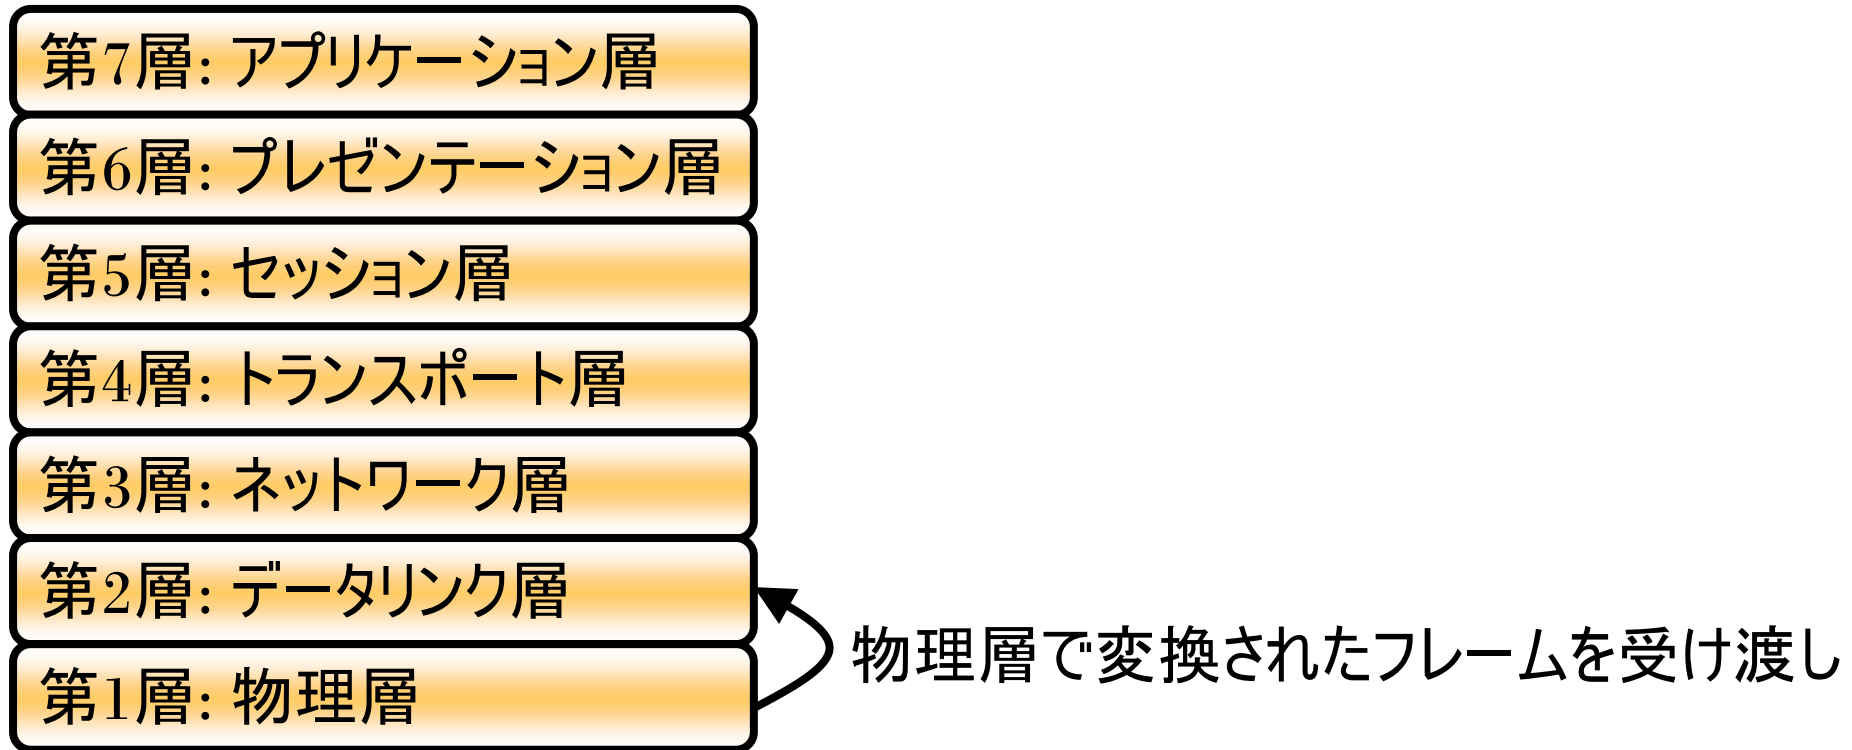 第7層: アプリケーション層
第6層: プレゼンテーション層
第5層: セッション層
第4層: トランスポート層
第3層: ネットワーク層
第2層: データリンク層
物理層で変換されたフレームを受け渡し
第1層: 物理層